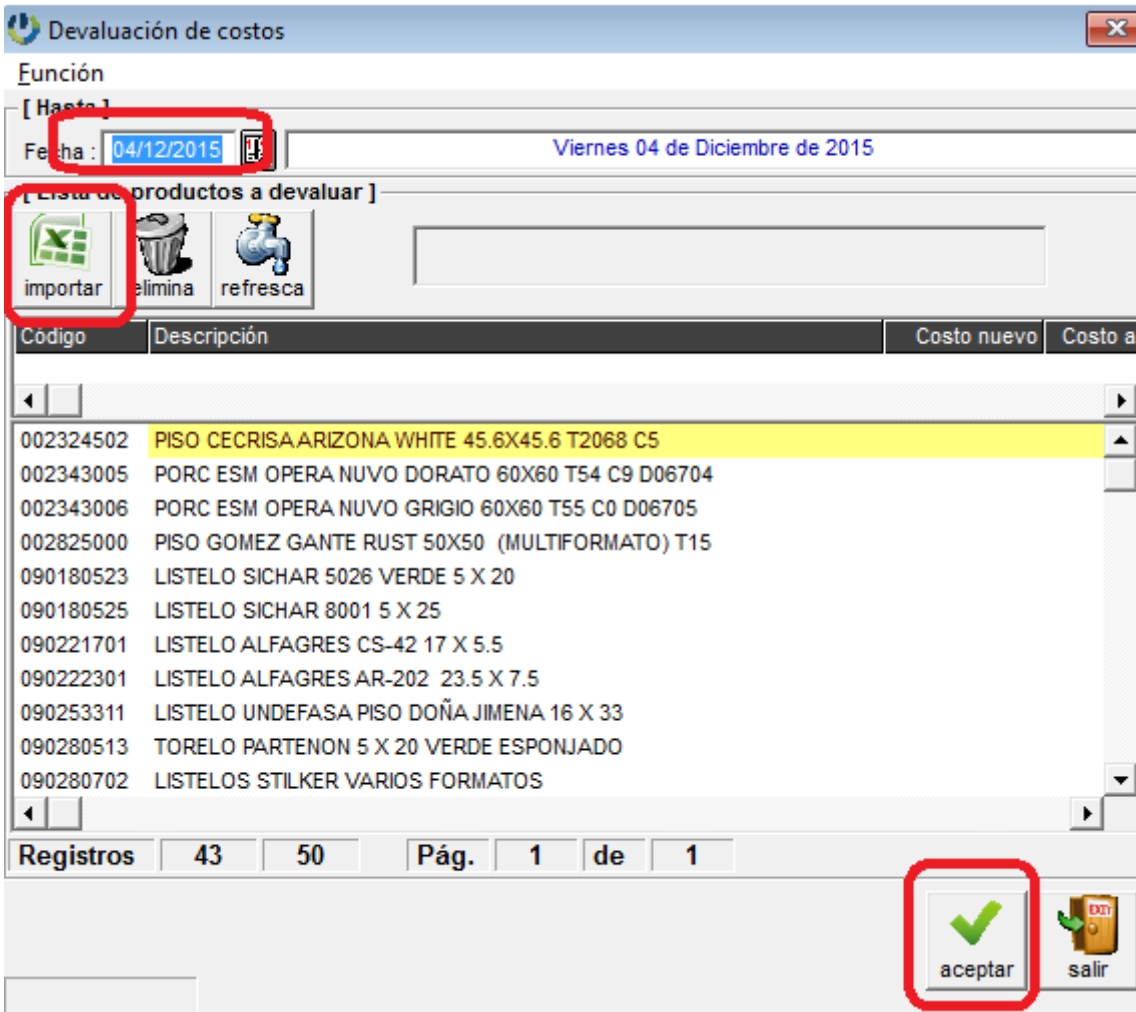 Devaluación de costos
Función
[ Hasta ]
Fecha : 04/12/2015 Viernes 04 de Diciembre de 2015
[ Lista de productos a devaluar ]
importar elimina refresca
Código Descripción Costo nuevo Costo a
002324502 PISO CECRISA ARIZONA WHITE 45.6X45.6 T2068 C5
002343005 PORC ESM OPERA NUVO DORATO 60X60 T54 C9 D06704
002343006 PORC ESM OPERA NUVO GRIGIO 60X60 T55 C0 D06705
002825000 PISO GOMEZ GANTE RUST 50X50 (MULTIFORMATO) T15
090180523 LISTELO SICHAR 5026 VERDE 5 X 20
090180525 LISTELO SICHAR 8001 5 X 25
090221701 LISTELO ALFAGRES CS-42 17 X 5.5
090222301 LISTELO ALFAGRES AR-202 23.5 X 7.5
090253311 LISTELO UNDEFASA PISO DOÑA JIMENA 16 X 33
090280513 TORELO PARTENON 5 X 20 VERDE ESPONJADO
090280702 LISTELOS STILKER VARIOS FORMATOS
Registros 43 50 Pág. 1 de 1
EXIT
aceptar salir